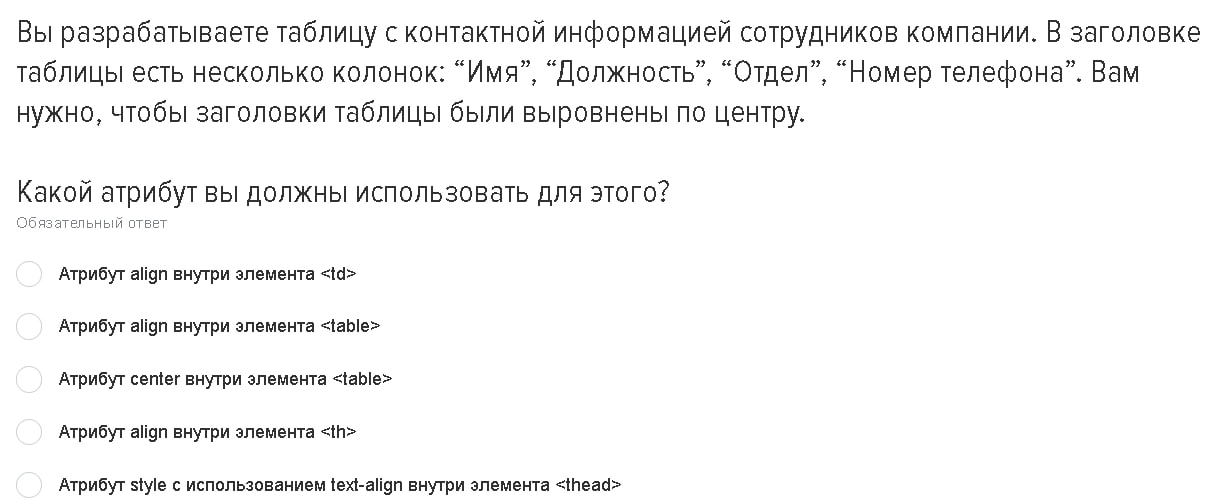 Вы разрабатываете таблицу с контактной информацией сотрудников компании. В заголовке
таблицы есть несколько колонок: “Имя”, “Должность”, “Отдел”, “Номер телефона”. Вам
нужно, чтобы заголовки таблицы были выровнены по центру.
Какой атрибут вы должны использовать для этого?
Обязательный ответ
Атрибут align внутри элемента <td>
Атрибут align внутри элемента <table>
Атрибут center внутри элемента <table>
Атрибут align внутри элемента <th>
Атрибут style с использованием text-align внутри элемента <thead>